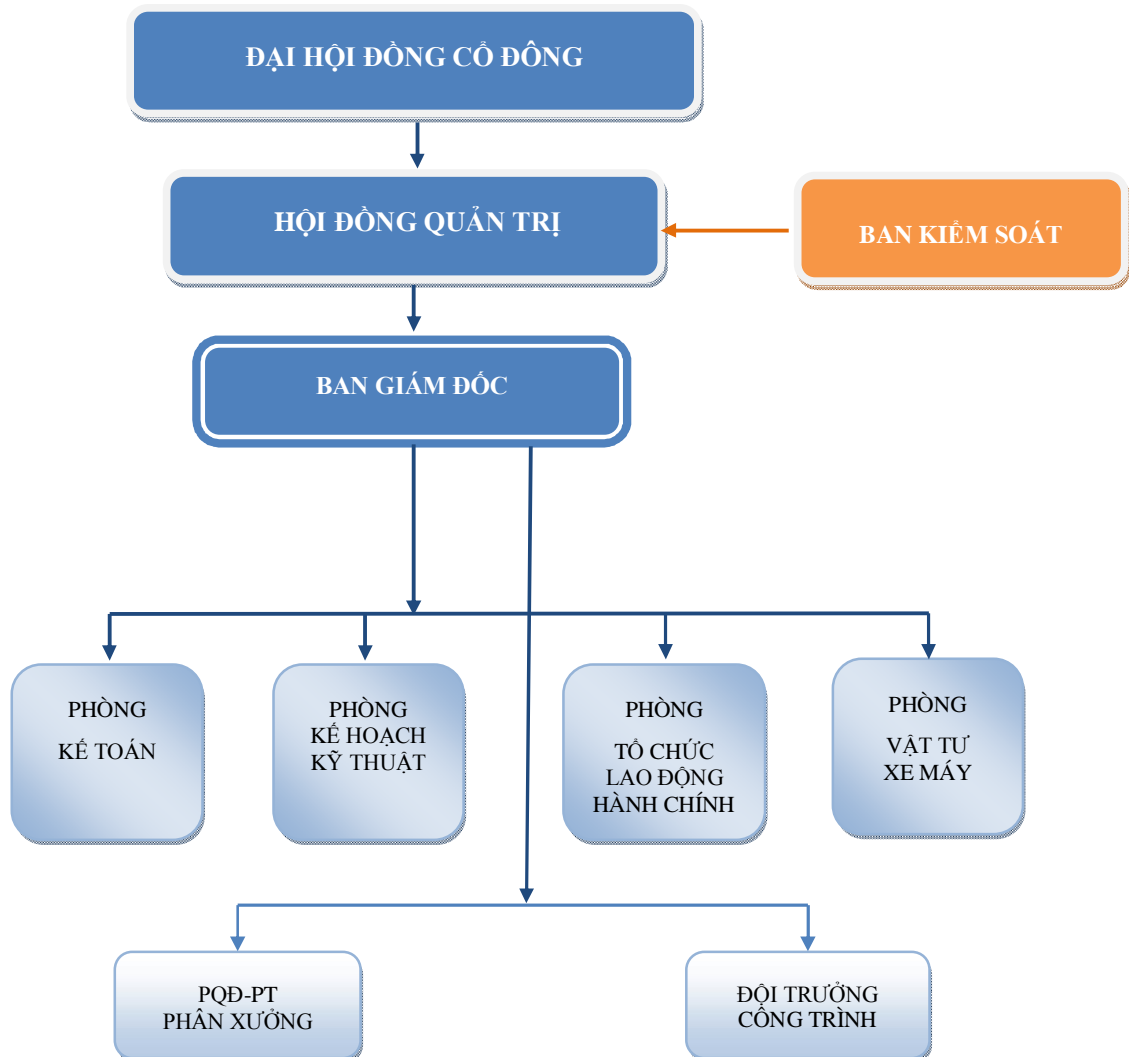 ĐẠI HỘI ĐỒNG CỔ ĐÔNG
HỘI ĐỒNG QUẢN TRỊ
BAN KIỂM SOÁT
BAN GIÁM ĐỐC
PHÒNG
KẾ TOÁN
PHÒNG
KẾ HOẠCH
KỸ THUẬT
PHÒNG
TỔ CHỨC
LAO ĐỘNG
HÀNH CHÍNH
PHÒNG
VẬT TƯ
XE MÁY
PQĐ-PT
PHÂN XƯỞNG
ĐỘI TRƯỞNG
CÔNG TRÌNH